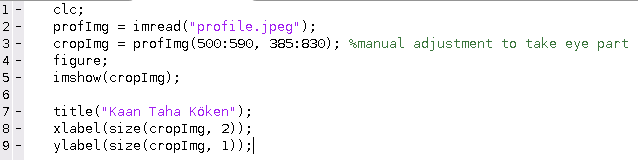 1 - clc;
2 - profImg = imread("profile.jpeg");
3 - cropImg = profImg(500:590, 385:830); %manual adjustment to take eye part
4 - figure;
5 - imshow(cropImg);
6
7 - title("Kaan Taha Köken");
8 - xlabel(size(cropImg, 2));
9 - ylabel(size(cropImg, 1));